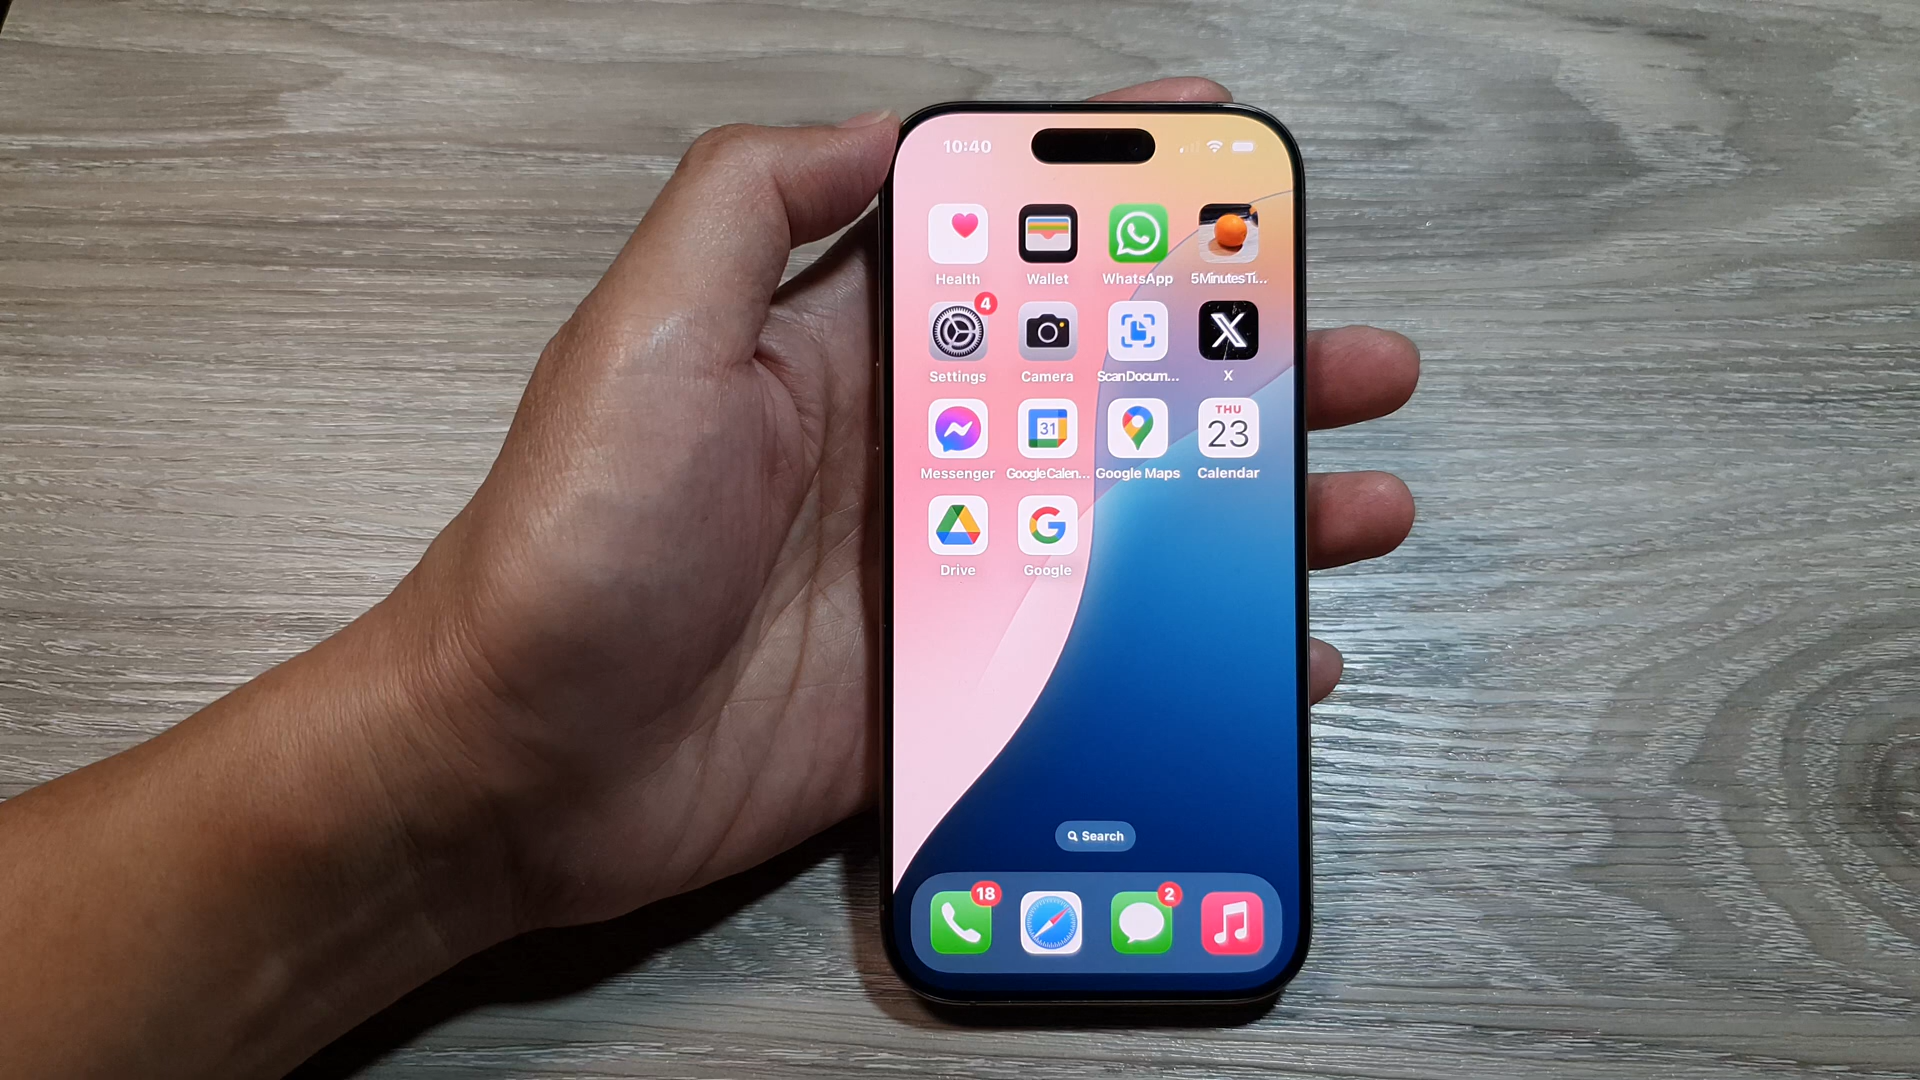 10:40
Health Wallet WhatsApp 5MinutesTi...
4
Settings Camera ScanDocum... X
31 THU 23
Messenger GoogleCalen... Google Maps Calendar
Drive Google
Search
18 2